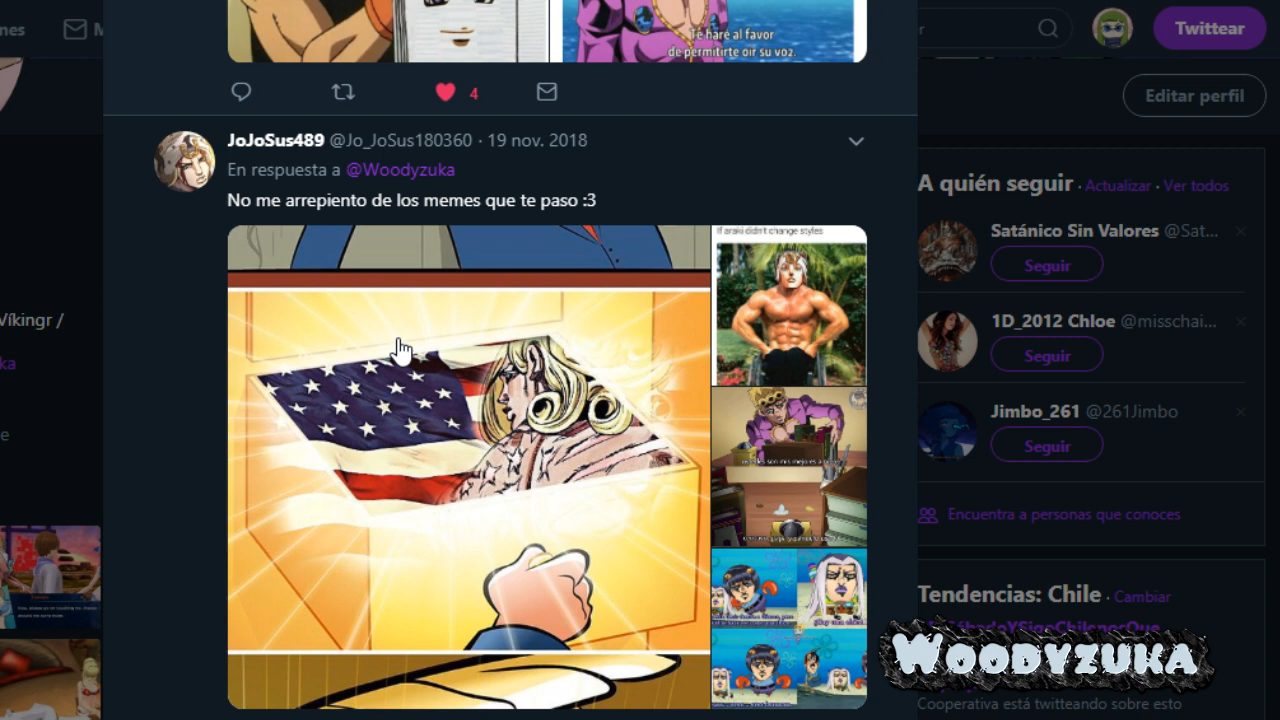 nes
M
Te haré al favor
de permitirte oir su voz.
r
Twittear
4
Editar perfil
JoJoSus489 @Jo_JoSus180360 · 19 nov. 2018
En respuesta a @Woodyzuka
No me arrepiento de los memes que te paso :3
If araki didn't change styles
Víkingr /
ka
e
A quién seguir · Actualizar · Ver todos
Satánico Sin Valores @Sat...
Seguir
1D_2012 Chloe @misschai...
Seguir
Jimbo_261 @261Jimbo
Seguir
Encuentra a personas que conoces
Tendencias: Chile · Cambiar
WOODYZUKA
Cooperativa está twitteando sobre esto